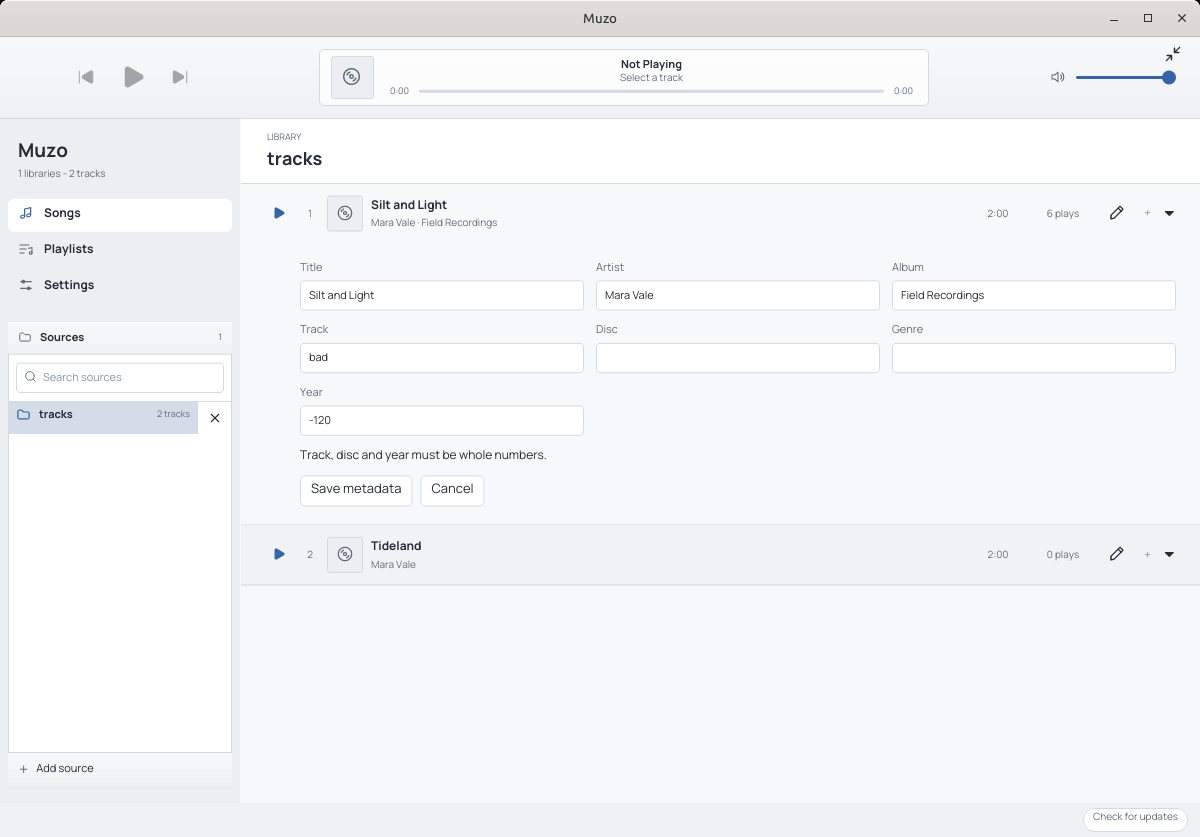 Muzo
Not Playing
Select a track
0:00 0:00
Muzo
1 libraries - 2 tracks
Songs
Playlists
Settings
Sources 1
Search sources
tracks 2 tracks
+ Add source
LIBRARY
tracks
1 Silt and Light 2:00 6 plays +
Mara Vale · Field Recordings
Title Artist Album
Silt and Light Mara Vale Field Recordings
Track Disc Genre
bad
Year
-120
Track, disc and year must be whole numbers.
Save metadata Cancel
2 Tideland 2:00 0 plays +
Mara Vale
Check for updates